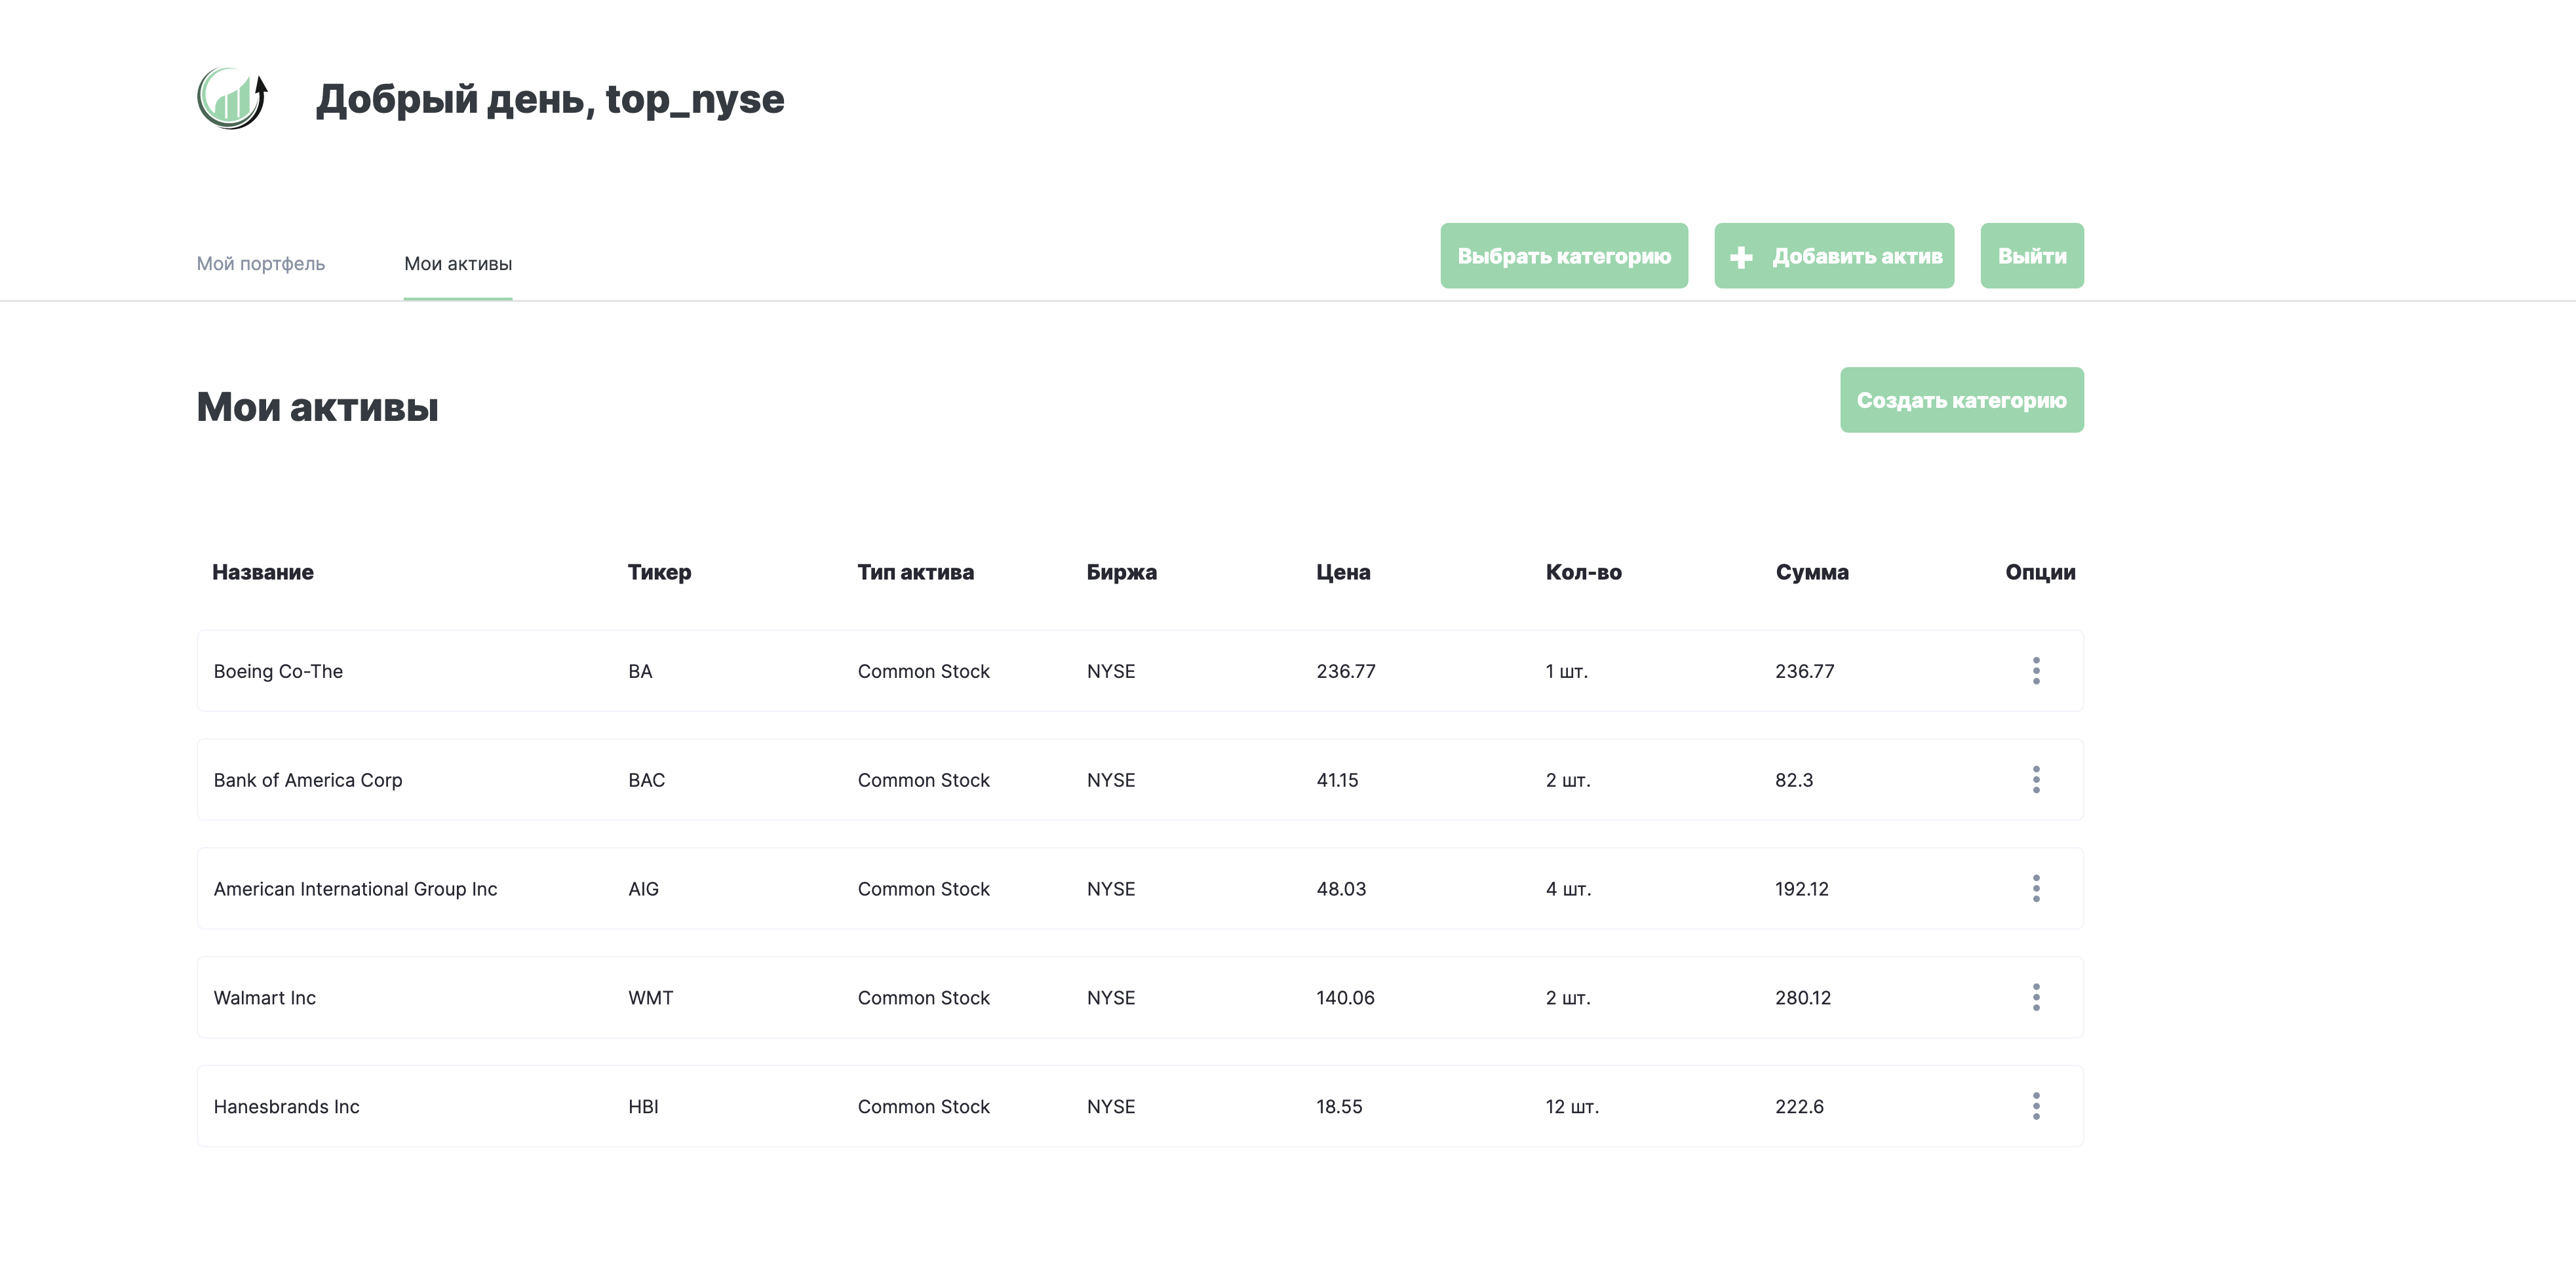 Добрый день, top_nyse
Мой портфель Мои активы Выбрать категорию Добавить актив Выйти
Мои активы Создать категорию
Название Тикер Тип актива Биржа Цена Кол-во Сумма Опции
Boeing Co-The BA Common Stock NYSE 236.77 1 шт. 236.77
Bank of America Corp BAC Common Stock NYSE 41.15 2 шт. 82.3
American International Group Inc AIG Common Stock NYSE 48.03 4 шт. 192.12
Walmart Inc WMT Common Stock NYSE 140.06 2 шт. 280.12
Hanesbrands Inc HBI Common Stock NYSE 18.55 12 шт. 222.6